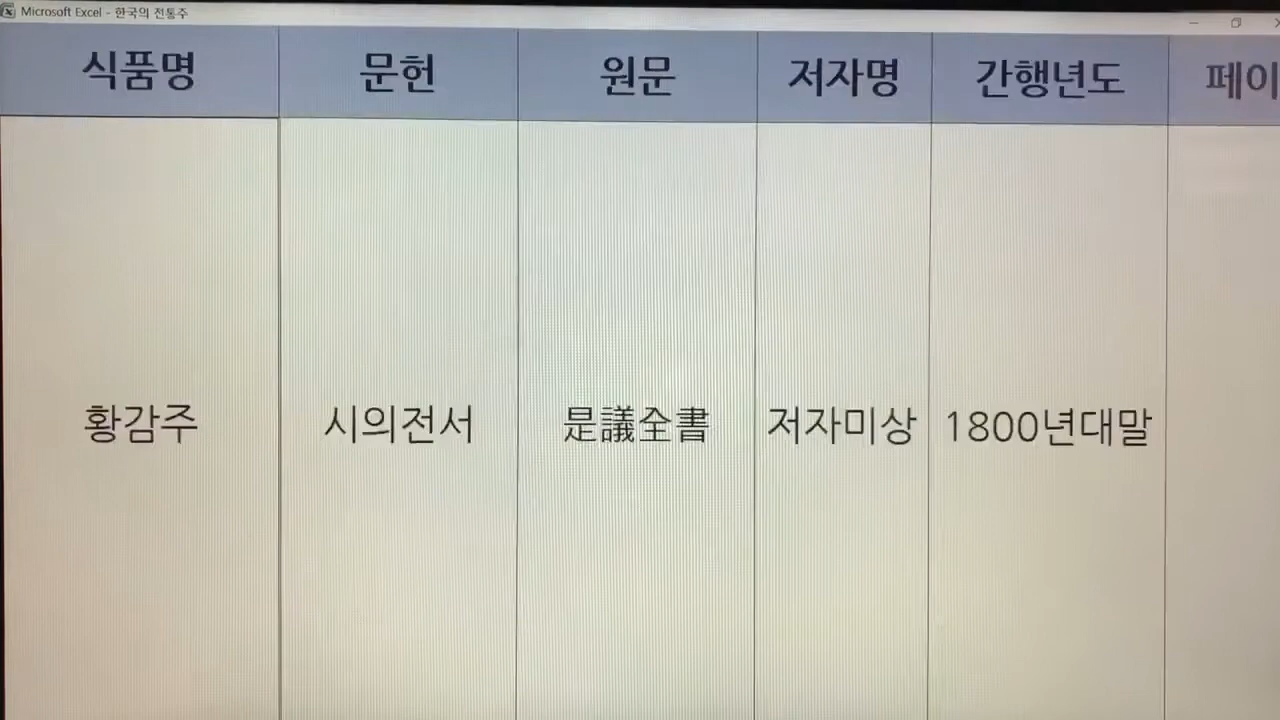 Microsoft Excel - 한국의 전통주
식품명 문헌 원문 저자명 간행년도 페이
황감주 시의전서 是議全書 저자미상 1800년대말